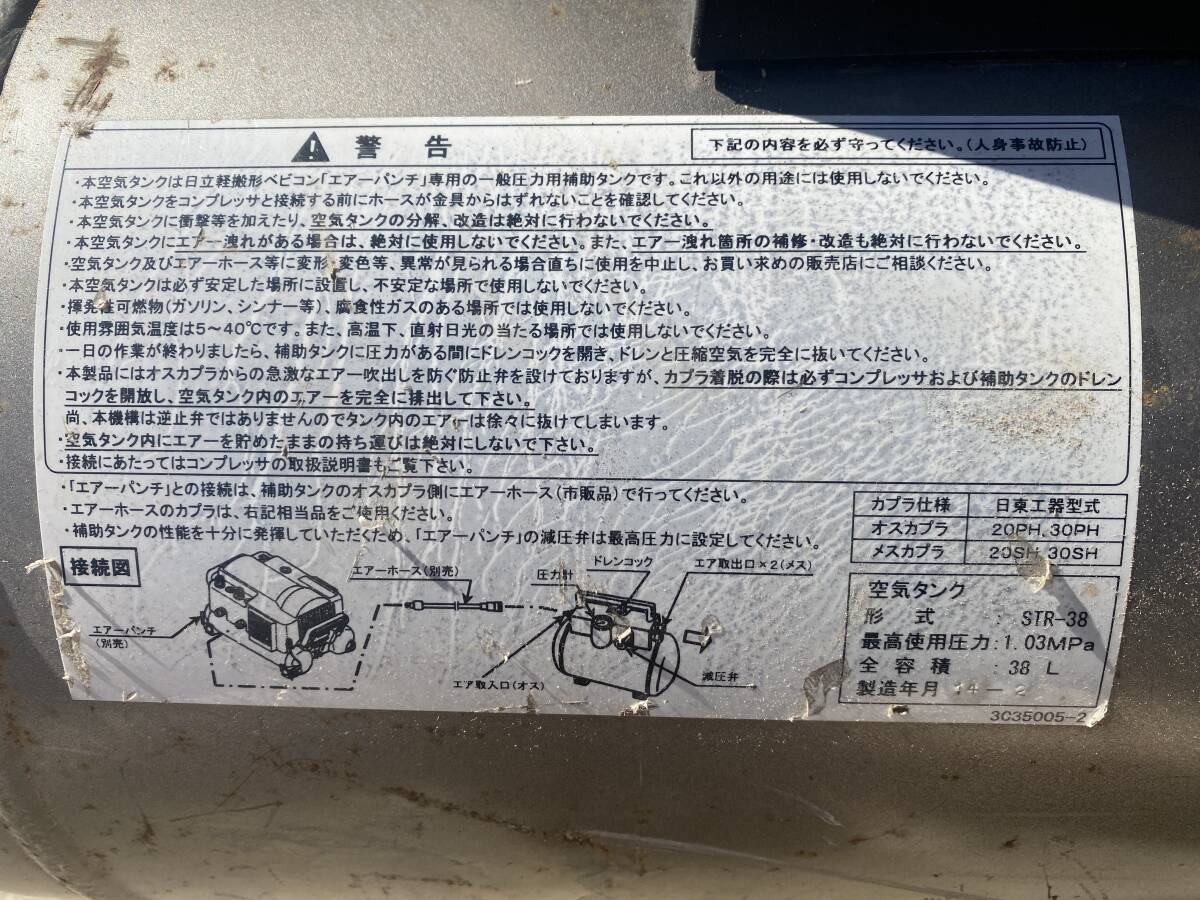 警告
下記の内容を必ず守ってください。(人身事故防止)
・本空気タンクは日立軽搬形ベビコン「エアーパンチ」専用の一般圧力用補助タンクです。これ以外の用途には使用しないでください。
・本空気タンクをコンプレッサと接続する前にホースが金具からはずれないことを確認してください。
・本空気タンクに衝撃等を加えたり、空気タンクの分解、改造は絶対に行わないでください。
・本空気タンクにエアー洩れがある場合は、絶対に使用しないでください。また、エアー洩れ箇所の補修・改造も絶対に行わないでください。
・空気タンク及びエアーホース等に変形・変色等、異常が見られる場合直ちに使用を中止し、お買い求めの販売店にご相談ください。
・本空気タンクは必ず安定した場所に設置し、不安定な場所で使用しないでください。
・揮発性可燃物(ガソリン、シンナー等)、腐食性ガスのある場所では使用しないでください。
・使用雰囲気温度は5～40℃です。また、高温下、直射日光の当たる場所では使用しないでください。
・一日の作業が終わりましたら、補助タンクに圧力がある間にドレンコックを開き、ドレンと圧縮空気を完全に抜いてください。
・本製品にはオスカプラからの急激なエアー吹出しを防ぐ防止弁を設けておりますが、カプラ着脱の際は必ずコンプレッサおよび補助タンクのドレン
コックを開放し、空気タンク内のエアーを完全に排出して下さい。
尚、本機構は逆止弁ではありませんのでタンク内のエアーは徐々に抜けてしまいます。
・空気タンク内にエアーを貯めたままの持ち運びは絶対にしないで下さい。
・接続にあたってはコンプレッサの取扱説明書もご覧下さい。
・「エアーパンチ」との接続は、補助タンクのオスカプラ側にエアーホース(市販品)で行ってください。
・エアーホースのカプラは、右記相当品をご使用ください。
・補助タンクの性能を十分に発揮していただくため、「エアーパンチ」の減圧弁は最高圧力に設定してください。
カプラ仕様 日東工器型式
オスカプラ 20PH、30PH
メスカプラ 20SH、30SH
接続図
エアーパンチ
(別売)
エアーホース(別売)
圧力計
ドレンコック
エア取出口×2(メス)
エア取入口(オス)
減圧弁
空気タンク
形式 : STR-38
最高使用圧力 : 1.03MPa
全容積 : 38 L
製造年月 14-2
3C35005-2